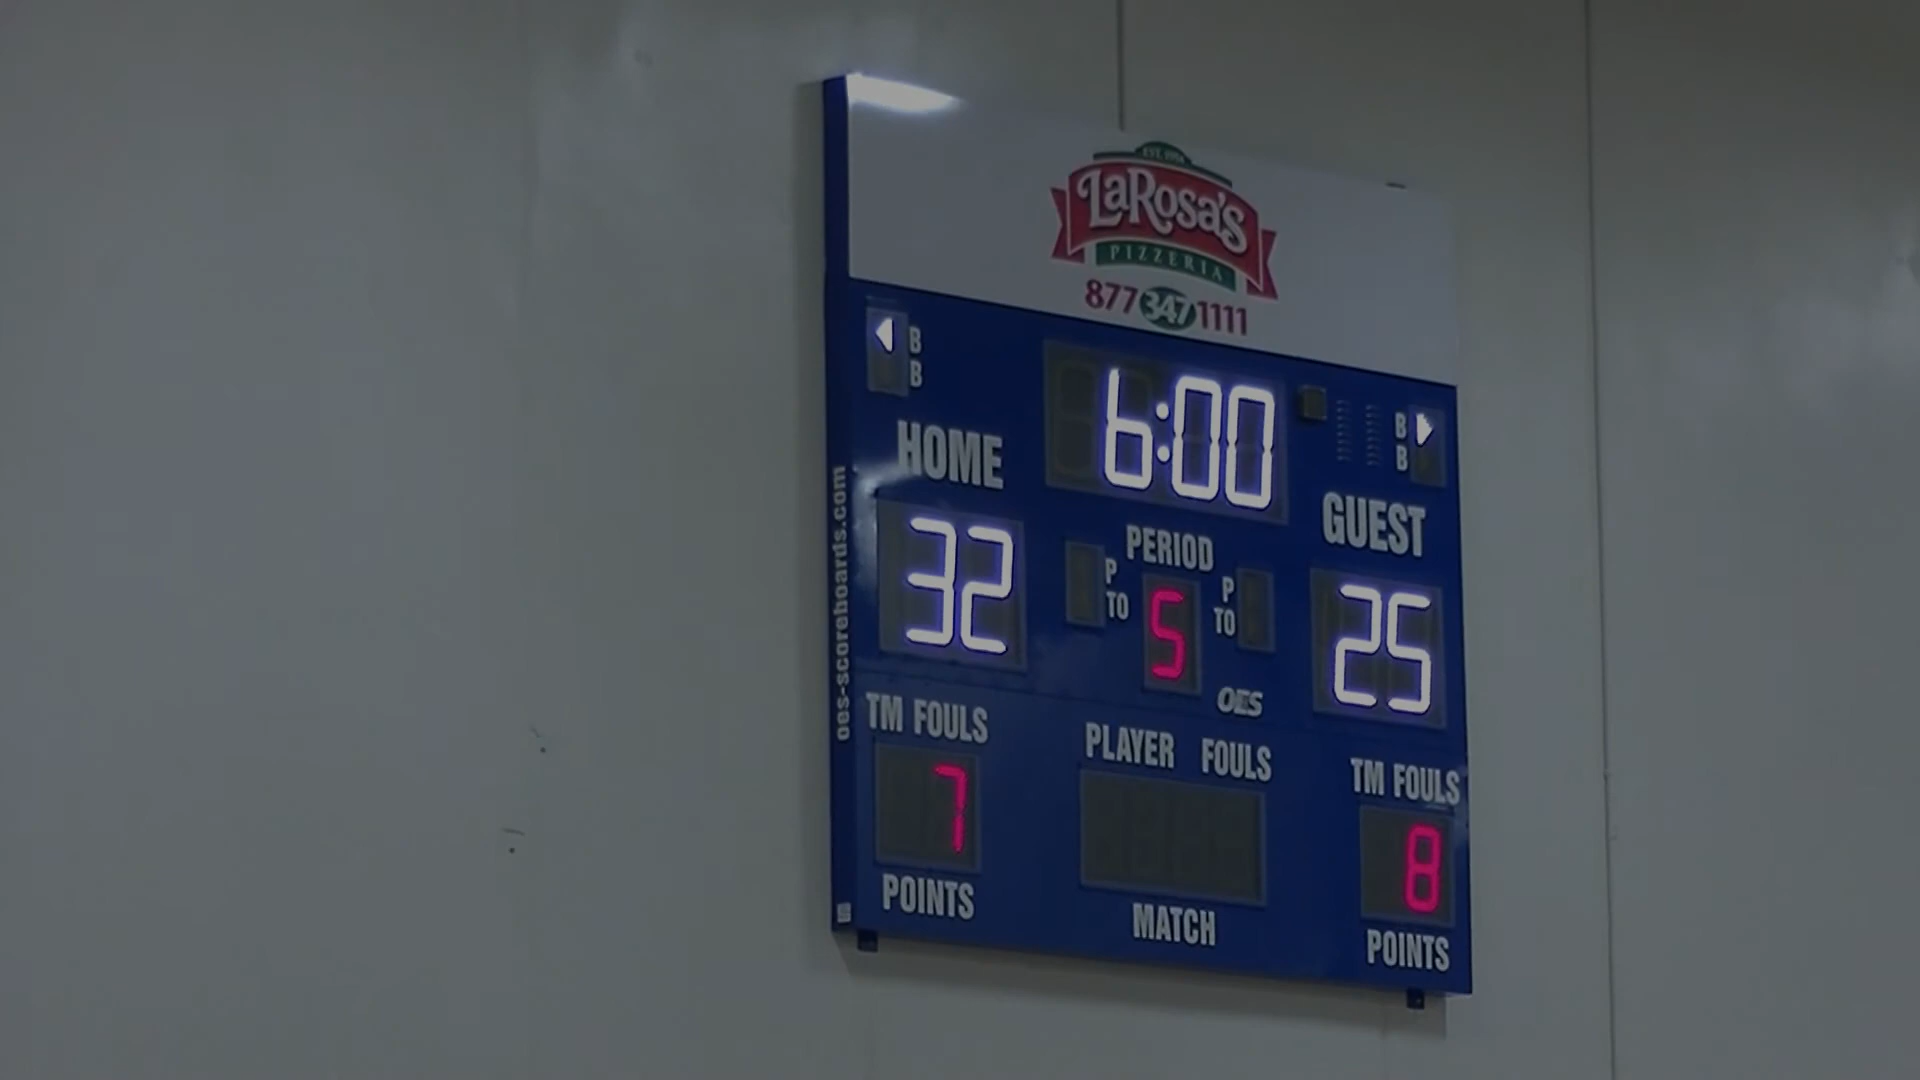 EST. 1954
LaRosa's
PIZZERIA
877 347 1111
B
B
6:00
B
B
HOME
GUEST
32
PERIOD
25
P
TO
5
P
TO
OES
oes-scoreboards.com
TM FOULS
PLAYER FOULS
TM FOULS
7
8
POINTS
MATCH
POINTS